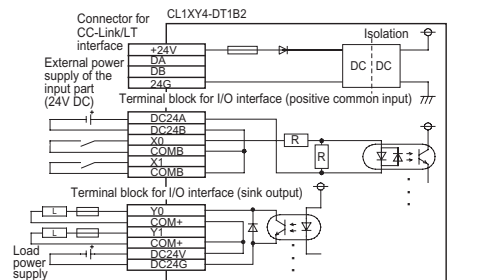 CL1XY4-DT1B2
Connector for
CC-Link/LT
interface
Isolation
+24V
DA
DB
24G
DC DC
External power
supply of the
input part
(24V DC)
Terminal block for I/O interface (positive common input)
DC24A
DC24B
X0
COMB
X1
COMB
R
R
Terminal block for I/O interface (sink output)
Y0
COM+
Y1
COM+
DC24V
DC24G
L
L
Load
power
supply